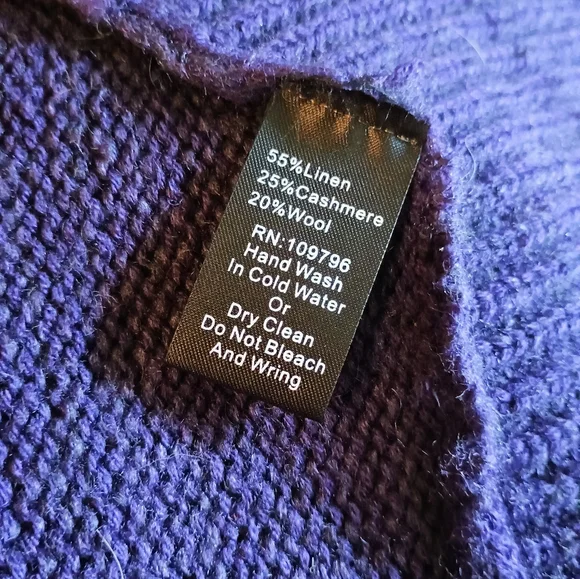 55%Linen
25%Cashmere
20%Wool
RN:109796
Hand Wash
In Cold Water
Or
Dry Clean
Do Not Bleach
And Wring